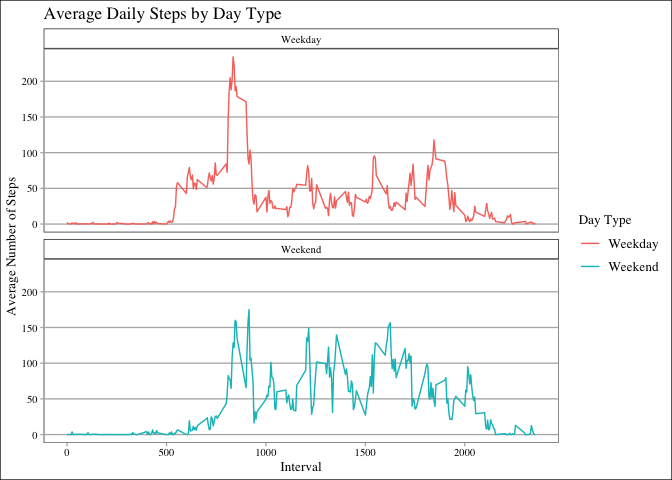 Average Daily Steps by Day Type
Weekday
200
150
100
50
0
Weekend
200
150
100
50
0
0 500 1000 1500 2000
Interval
Average Number of Steps
Day Type
Weekday
Weekend